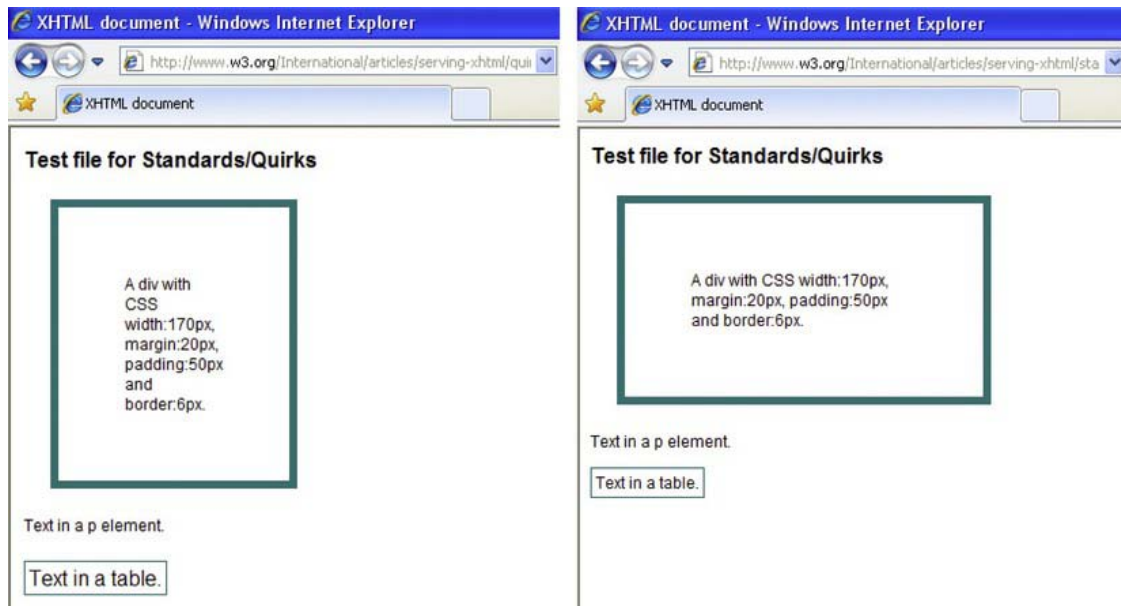 XHTML document - Windows Internet Explorer
http://www.w3.org/International/articles/serving-xhtml/qui
XHTML document
Test file for Standards/Quirks
A div with
CSS
width:170px,
margin:20px,
padding:50px
and
border:6px.
Text in a p element.
Text in a table.
XHTML document - Windows Internet Explorer
http://www.w3.org/International/articles/serving-xhtml/sta
XHTML document
Test file for Standards/Quirks
A div with CSS width:170px,
margin:20px, padding:50px
and border:6px.
Text in a p element.
Text in a table.